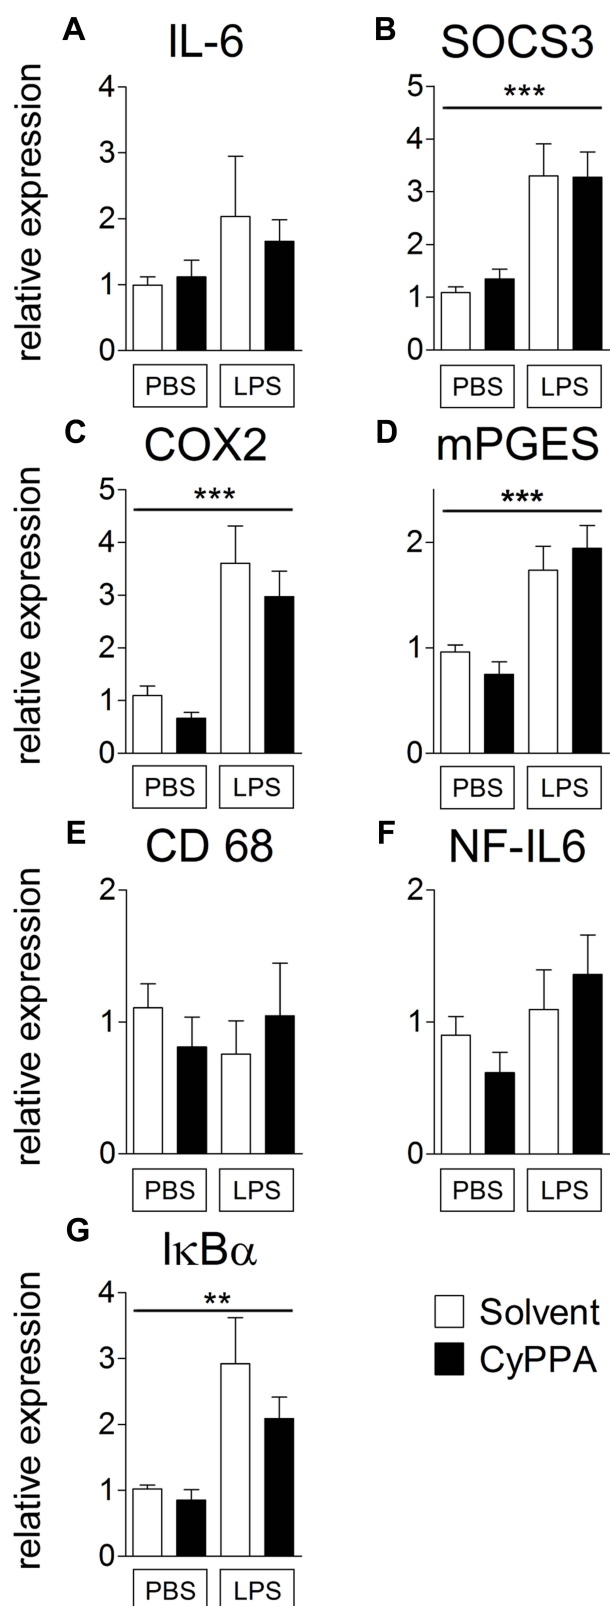 A
IL-6
relative expression
4
3
2
1
0
PBS
LPS
B
SOCS3
5
4
3
2
1
0
***
PBS
LPS
C
COX2
relative expression
5
4
3
2
1
0
***
PBS
LPS
D
mPGES
2
1
0
***
PBS
LPS
E
CD 68
relative expression
2
1
0
PBS
LPS
F
NF-IL6
2
1
0
PBS
LPS
G
IκBα
relative expression
4
3
2
1
0
**
PBS
LPS
Solvent
CyPPA